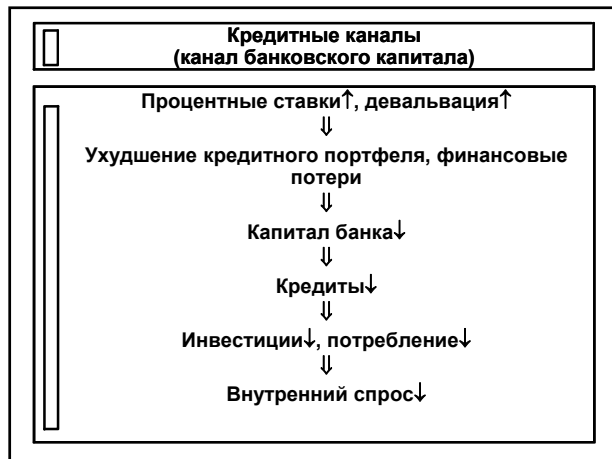 Кредитные каналы
(канал банковского капитала)
Процентные ставки↑, девальвация↑
⇓
Ухудшение кредитного портфеля, финансовые
потери
⇓
Капитал банка↓
⇓
Кредиты↓
⇓
Инвестиции↓, потребление↓
⇓
Внутренний спрос↓